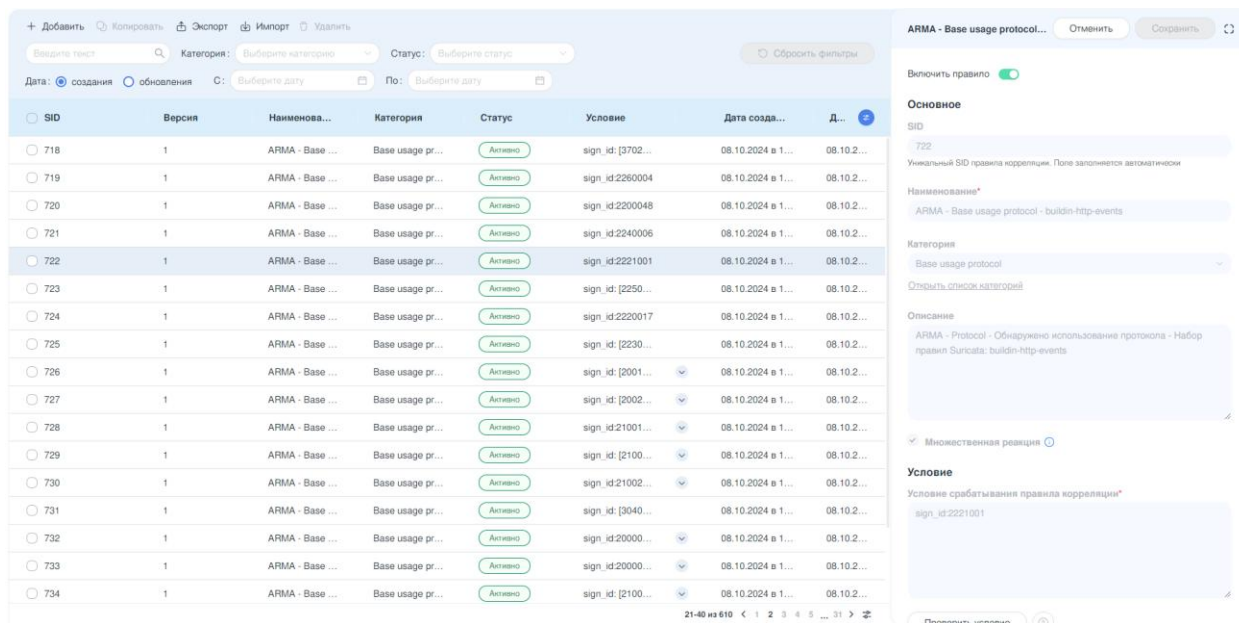 + Добавить Копировать Экспорт Импорт Удалить
Введите текст Категория: Выберите категорию Статус: Выберите статус Сбросить фильтры
Дата: создания обновления С: Выберите дату По: Выберите дату
SID Версия Наименова... Категория Статус Условие Дата созда... Д...
718 1 ARMA - Base ... Base usage pr... Активно sign_id: [3702... 08.10.2024 в 1... 08.10.2...
719 1 ARMA - Base ... Base usage pr... Активно sign_id:2260004 08.10.2024 в 1... 08.10.2...
720 1 ARMA - Base ... Base usage pr... Активно sign_id:2200048 08.10.2024 в 1... 08.10.2...
721 1 ARMA - Base ... Base usage pr... Активно sign_id:2240006 08.10.2024 в 1... 08.10.2...
722 1 ARMA - Base ... Base usage pr... Активно sign_id:2221001 08.10.2024 в 1... 08.10.2...
723 1 ARMA - Base ... Base usage pr... Активно sign_id: [2250... 08.10.2024 в 1... 08.10.2...
724 1 ARMA - Base ... Base usage pr... Активно sign_id:2220017 08.10.2024 в 1... 08.10.2...
725 1 ARMA - Base ... Base usage pr... Активно sign_id: [2230... 08.10.2024 в 1... 08.10.2...
726 1 ARMA - Base ... Base usage pr... Активно sign_id: [2001... 08.10.2024 в 1... 08.10.2...
727 1 ARMA - Base ... Base usage pr... Активно sign_id: [2002... 08.10.2024 в 1... 08.10.2...
728 1 ARMA - Base ... Base usage pr... Активно sign_id:21001... 08.10.2024 в 1... 08.10.2...
729 1 ARMA - Base ... Base usage pr... Активно sign_id: [2100... 08.10.2024 в 1... 08.10.2...
730 1 ARMA - Base ... Base usage pr... Активно sign_id:21002... 08.10.2024 в 1... 08.10.2...
731 1 ARMA - Base ... Base usage pr... Активно sign_id: [3040... 08.10.2024 в 1... 08.10.2...
732 1 ARMA - Base ... Base usage pr... Активно sign_id:20000... 08.10.2024 в 1... 08.10.2...
733 1 ARMA - Base ... Base usage pr... Активно sign_id:20000... 08.10.2024 в 1... 08.10.2...
734 1 ARMA - Base ... Base usage pr... Активно sign_id: [2100... 08.10.2024 в 1... 08.10.2...
21-40 из 610 < 1 2 3 4 5 ... 31 >
ARMA - Base usage protocol... Отменить Сохранить
Включить правило
Основное
SID
722
Уникальный SID правила корреляции. Поле заполняется автоматически
Наименование*
ARMA - Base usage protocol - buildin-http-events
Категория
Base usage protocol
Открыть список категорий
Описание
ARMA - Protocol - Обнаружено использование протокола - Набор
правил Suricata: buildin-http-events
Множественная реакция
Условие
Условие срабатывания правила корреляции*
sign_id:2221001
Проверить условие